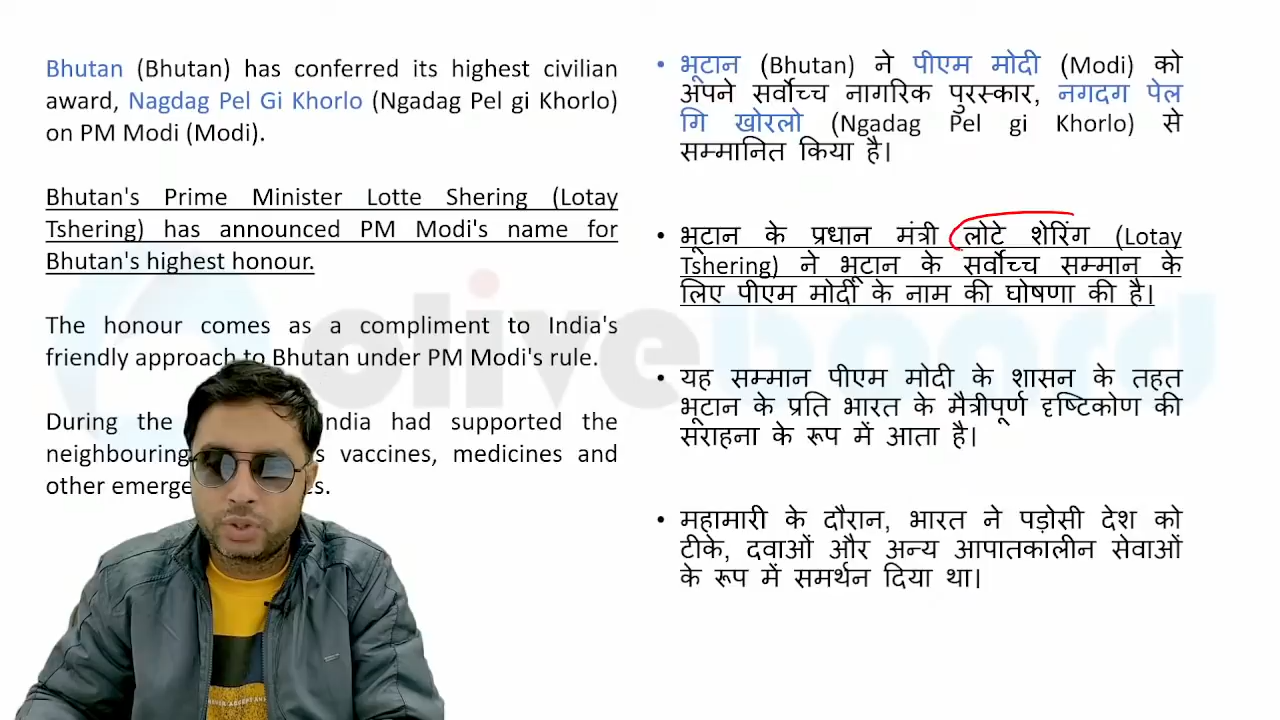 Bhutan (Bhutan) has conferred its highest civilian
award, Nagdag Pel Gi Khorlo (Ngadag Pel gi Khorlo)
on PM Modi (Modi).
Bhutan's Prime Minister Lotte Shering (Lotay
Tshering) has announced PM Modi's name for
Bhutan's highest honour.
The honour comes as a compliment to India's
friendly approach to Bhutan under PM Modi's rule.
During the India had supported the
neighbouring vaccines, medicines and
other
• भूटान (Bhutan) ने पीएम मोदी (Modi) को
अपने सर्वोच्च नागरिक पुरस्कार, नगदग पेल
गि खोरलो (Ngadag Pel gi Khorlo) से
सम्मानित किया है।
• भूटान के प्रधान मंत्री लोटे शेरिंग (Lotay
Tshering) ने भूटान के सर्वोच्च सम्मान के
लिए पीएम मोदी के नाम की घोषणा की है।
• यह सम्मान पीएम मोदी के शासन के तहत
भूटान के प्रति भारत के मैत्रीपूर्ण दृष्टिकोण की
सराहना के रूप में आता है।
• महामारी के दौरान, भारत ने पड़ोसी देश को
टीके, दवाओं और अन्य आपातकालीन सेवाओं
के रूप में समर्थन दिया था।
oliveboard